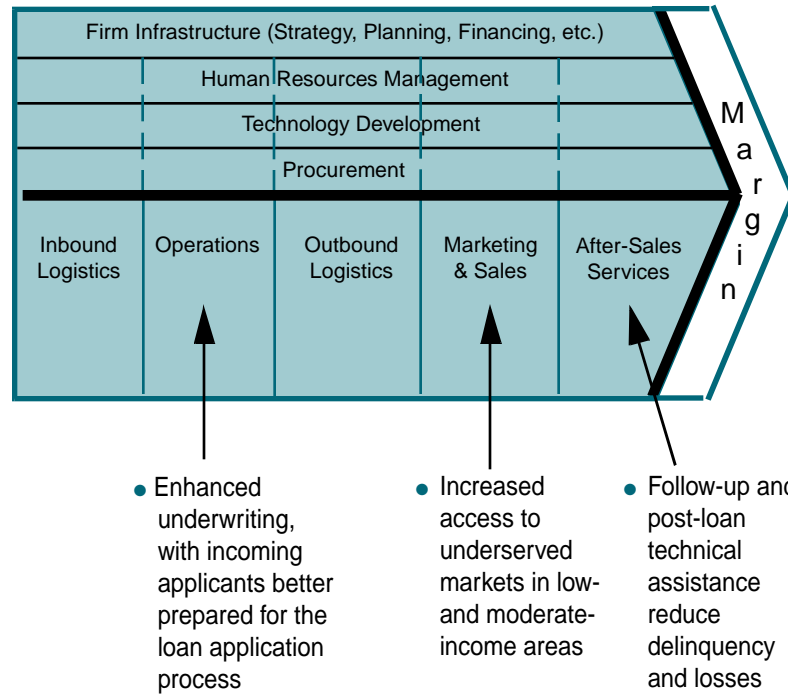 Firm Infrastructure (Strategy, Planning, Financing, etc.)
Human Resources Management
Technology Development
Procurement
Margin
Inbound
Logistics
Operations
Outbound
Logistics
Marketing
& Sales
After-Sales
Services
• Enhanced
underwriting,
with incoming
applicants better
prepared for the
loan application
process
• Increased
access to
underserved
markets in low-
and moderate-
income areas
• Follow-up and
post-loan
technical
assistance
reduce
delinquency
and losses